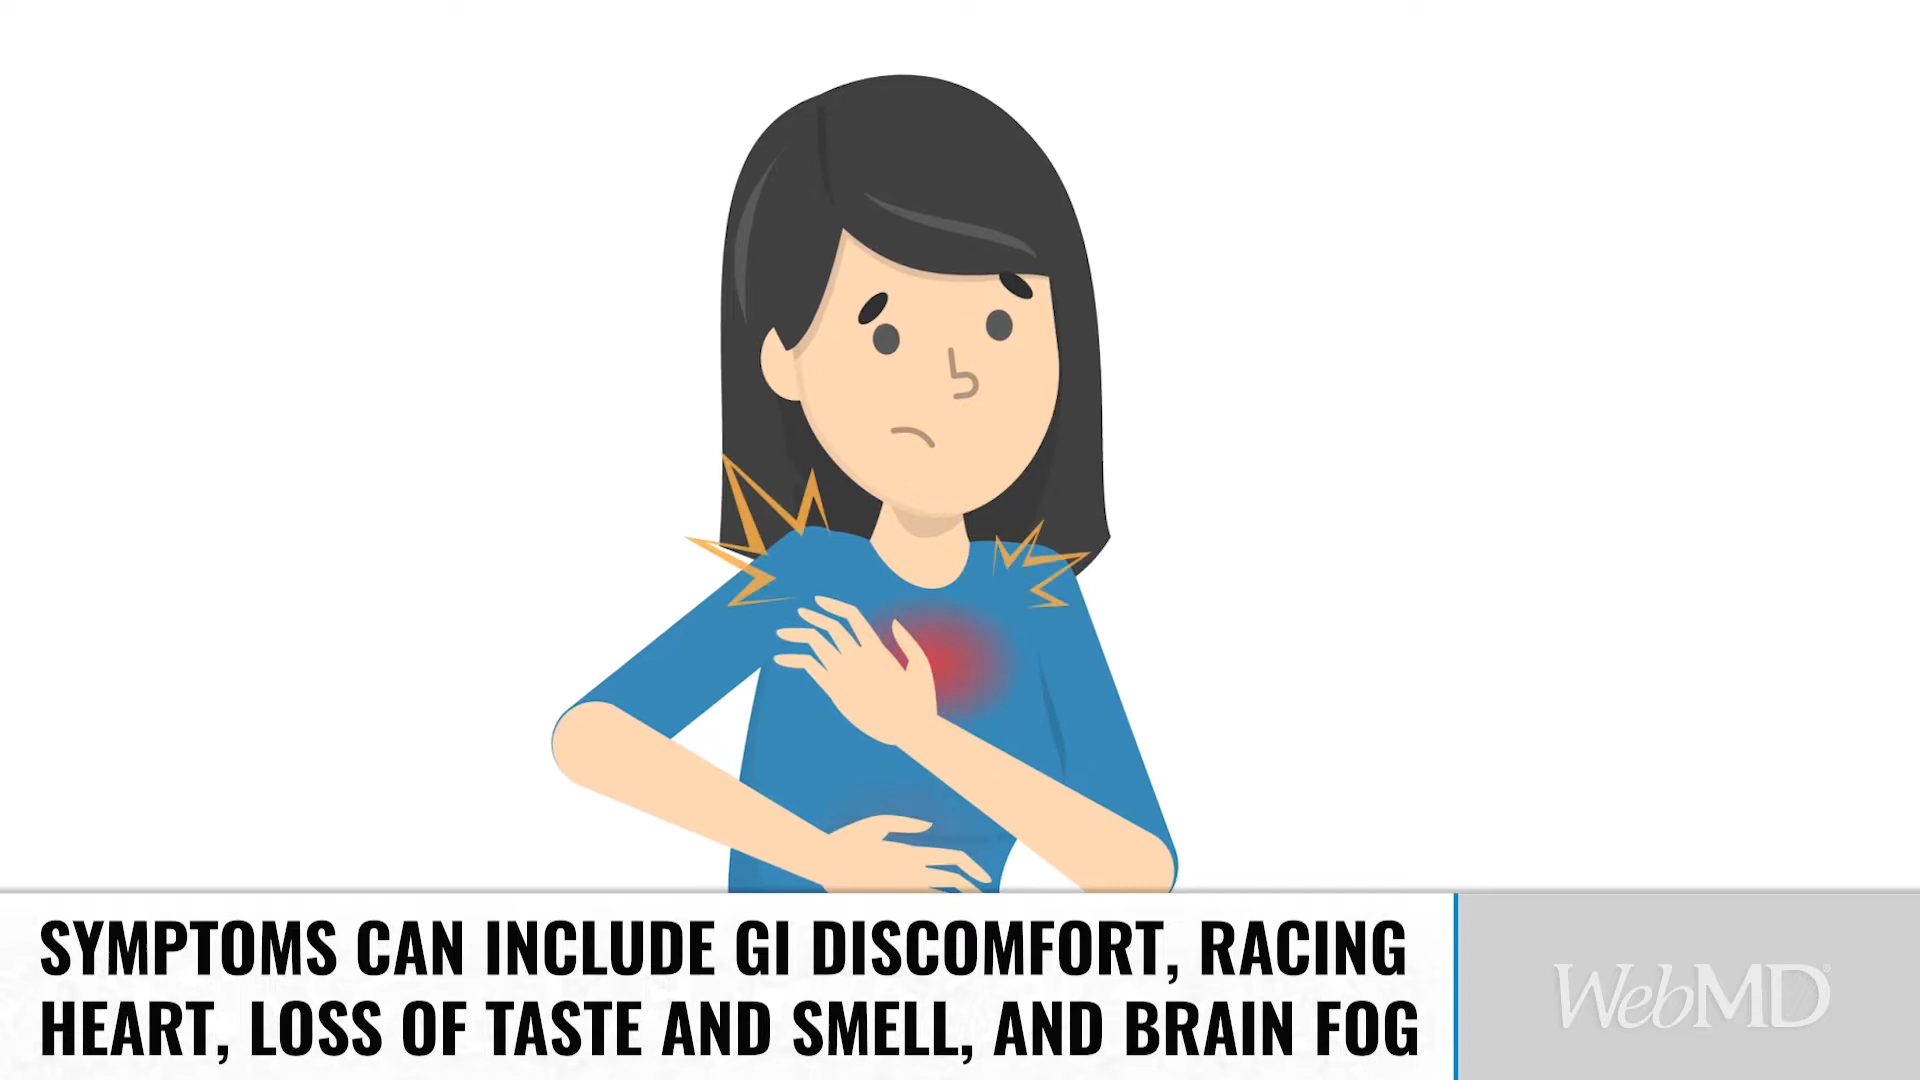 SYMPTOMS CAN INCLUDE GI DISCOMFORT, RACING
HEART, LOSS OF TASTE AND SMELL, AND BRAIN FOG
WebMD®